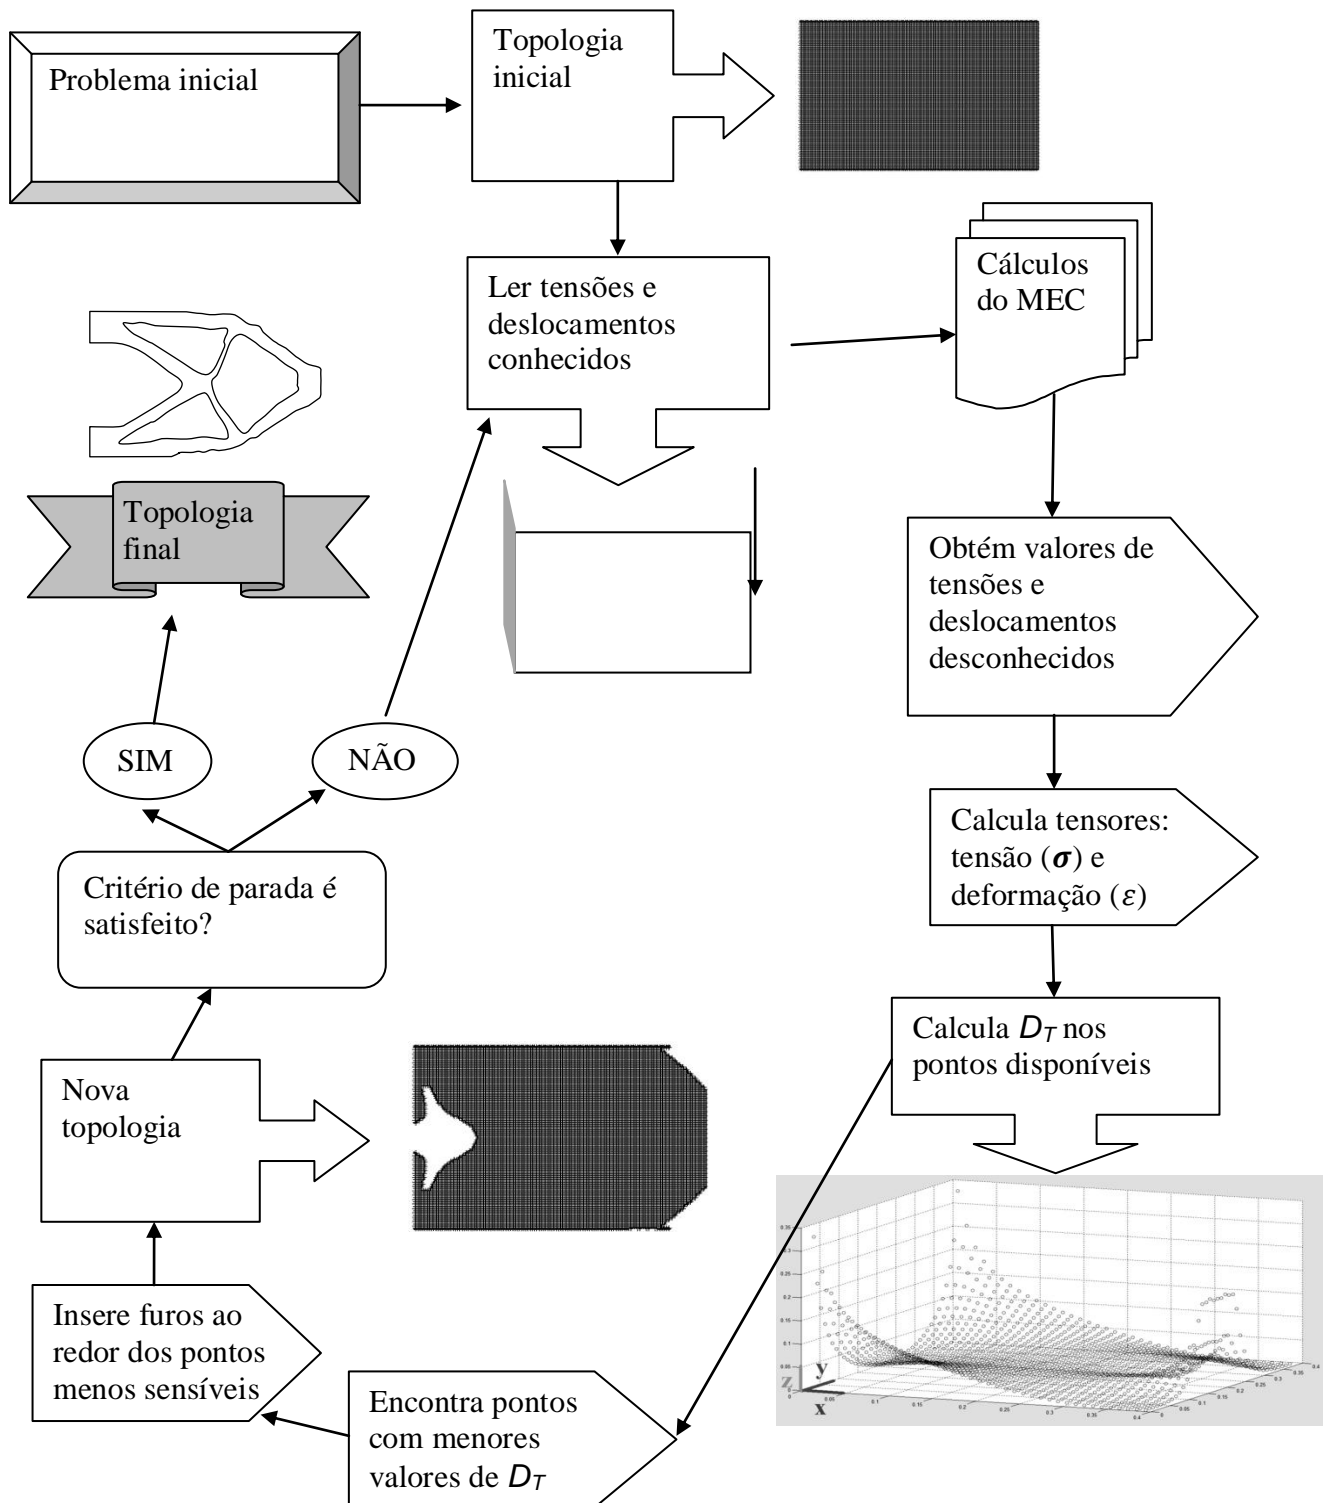 Problema inicial
Topologia
inicial
Ler tensões e
deslocamentos
conhecidos
Cálculos
do MEC
Obtém valores de
tensões e
deslocamentos
desconhecidos
Calcula tensores:
tensão (σ) e
deformação (ε)
Calcula D_T nos
pontos disponíveis
z
y
x
Encontra pontos
com menores
valores de D_T
Insere furos ao
redor dos pontos
menos sensíveis
Nova
topologia
Critério de parada é
satisfeito?
SIM
NÃO
Topologia
final